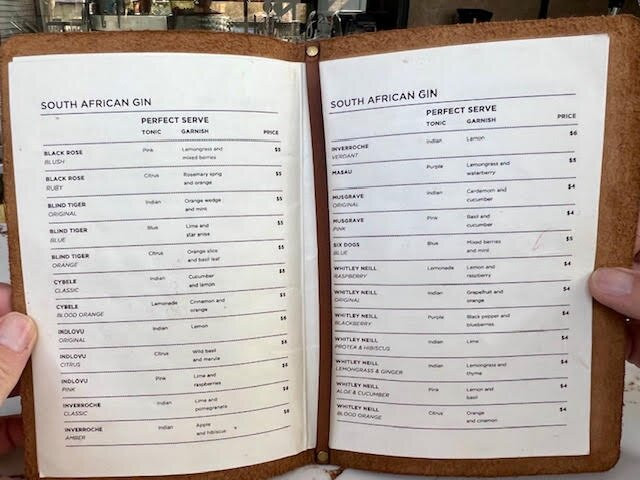 SOUTH AFRICAN GIN
PERFECT SERVE
TONIC GARNISH PRICE
BLACK ROSE Pink Lemongrass and $5
BLUSH mixed berries
BLACK ROSE Citrus Rosemary sprig $5
RUBY and orange
BLIND TIGER Indian Orange wedge $5
ORIGINAL and mint
BLIND TIGER Blue Lime and $5
BLUE star anise
BLIND TIGER Citrus Orange slice $5
ORANGE and basil leaf
CYBELE Indian Cucumber $5
CLASSIC and lemon
CYBELE Lemonade Cinnamon and $5
BLOOD ORANGE orange
INDLOVU Indian Lemon $6
ORIGINAL
INDLOVU Citrus Wild basil $6
CITRUS and marula
INDLOVU Pink Lime and $6
PINK raspberries
INVERROCHE Indian Lime and
CLASSIC pomegranate
INVERROCHE Indian Apple
AMBER and hibiscus
SOUTH AFRICAN GIN
PERFECT SERVE
TONIC GARNISH PRICE
INVERROCHE Indian Lemon $6
VERDANT
MASAU Purple Lemongrass and $5
waterberry
MUSGRAVE Indian Cardemom and $4
ORIGINAL cucumber
MUSGRAVE Pink Basil and $4
PINK cucumber
SIX DOGS Blue Mixed berries $5
BLUE and mint
WHITLEY NEILL Lemonade Lemon and $4
RASPBERRY raspberry
WHITLEY NEILL Indian Grapefruit and $4
ORIGINAL orange
WHITLEY NEILL Purple Black pepper and $4
BLACKBERRY blueberries
WHITLEY NEILL Indian Lime $4
PROTEA & HIBISCUS
WHITLEY NEILL Indian Lemongrass and $4
LEMONGRASS & GINGER thyme
WHITLEY NEILL Pink Lemon and $4
ALOE & CUCUMBER basil
WHITLEY NEILL Citrus Orange $4
BLOOD ORANGE and cinemon